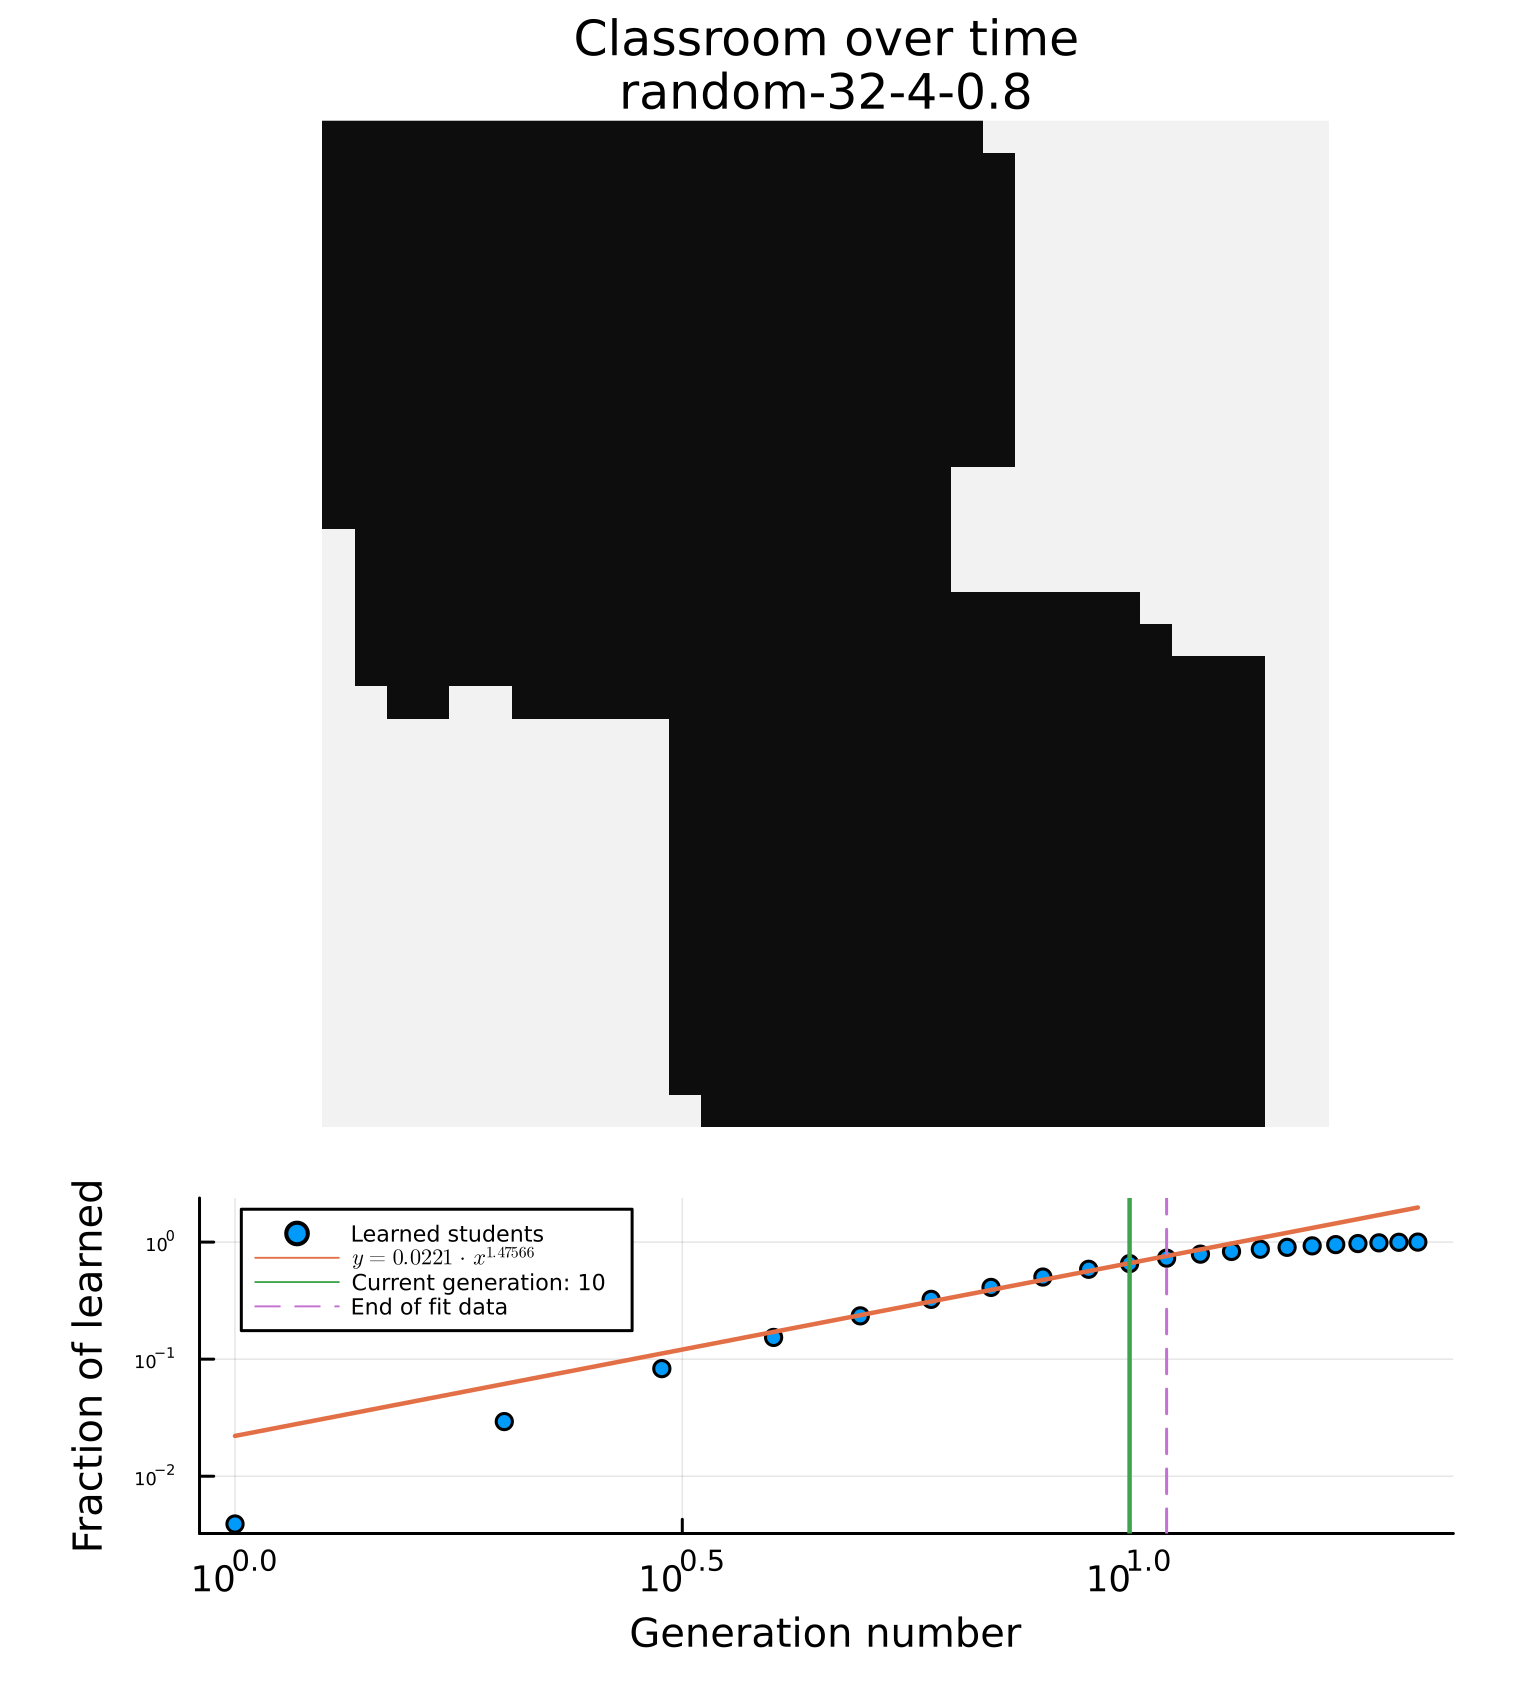 Classroom over time
random-32-4-0.8
Fraction of learned
10^0
10^-1
10^-2
Learned students
y = 0.0221 · x^1.47566
Current generation: 10
End of fit data
10^0.0
10^0.5
10^1.0
Generation number